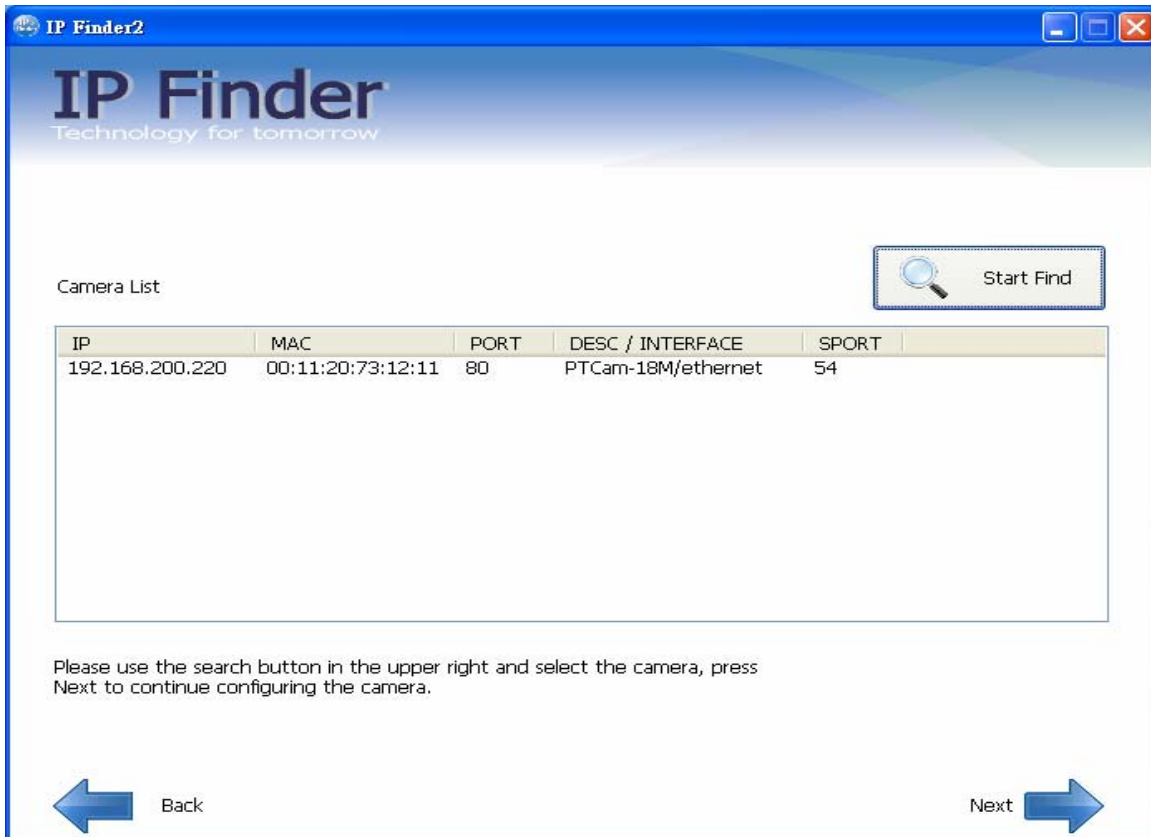 IP Finder2
IP Finder
Technology for tomorrow
Start Find
Camera List
IP MAC PORT DESC / INTERFACE SPORT
192.168.200.220 00:11:20:73:12:11 80 PTCam-18M/ethernet 54
Please use the search button in the upper right and select the camera, press
Next to continue configuring the camera.
Back Next